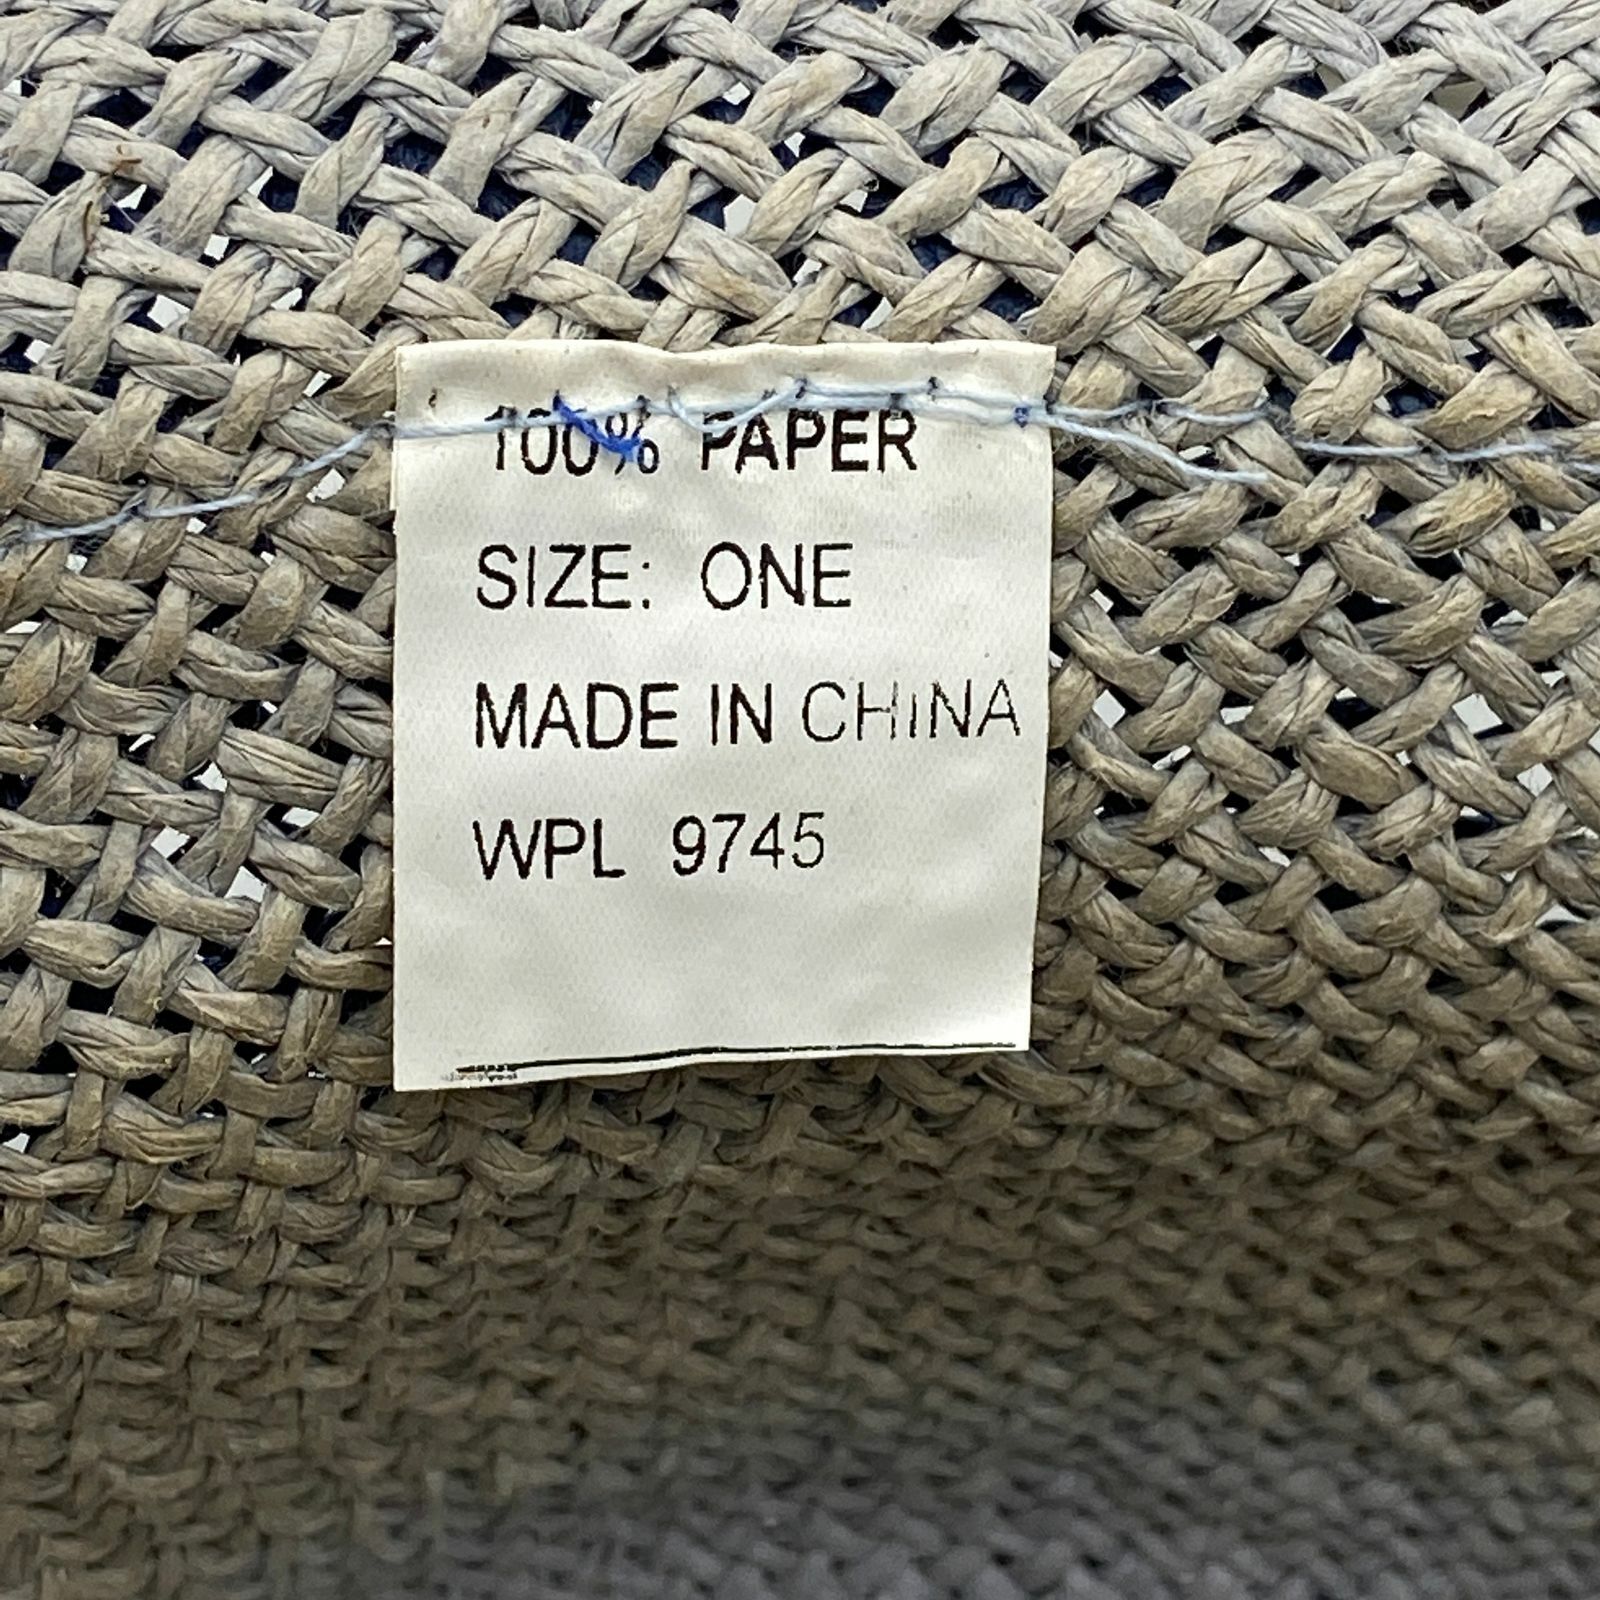 100% PAPER
SIZE: ONE
MADE IN CHINA
WPL 9745